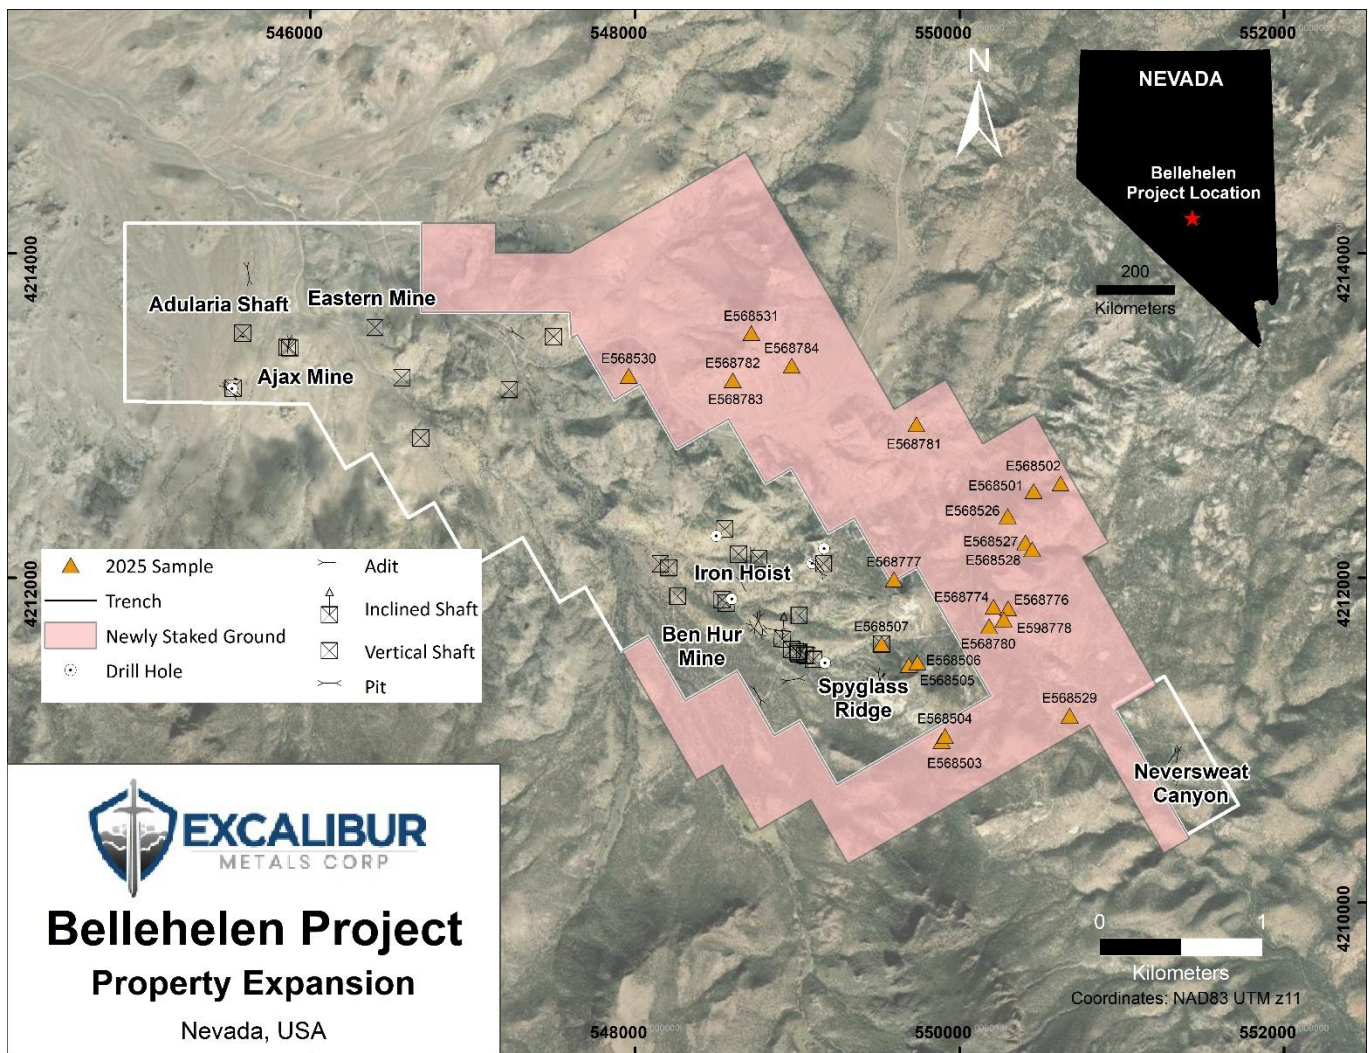 546000
548000
550000
552000
N
NEVADA
Bellehelen
Project Location
200
Kilometers
4214000
4214000
Adularia Shaft
Eastern Mine
Ajax Mine
E568531
E568530
E568782
E568784
E568783
E568781
E568502
E568501
E568526
E568527
E568528
E568777
E568774
E568776
E598778
E568780
Iron Hoist
Ben Hur
Mine
E568507
E568506
E568505
Spyglass
Ridge
E568504
E568503
E568529
Neversweat
Canyon
4212000
4212000
2025 Sample
Trench
Newly Staked Ground
Drill Hole
Adit
Inclined Shaft
Vertical Shaft
Pit
EXCALIBUR
METALS CORP
Bellehelen Project
Property Expansion
Nevada, USA
4210000
0
1
Kilometers
Coordinates: NAD83 UTM z11
548000
550000
552000